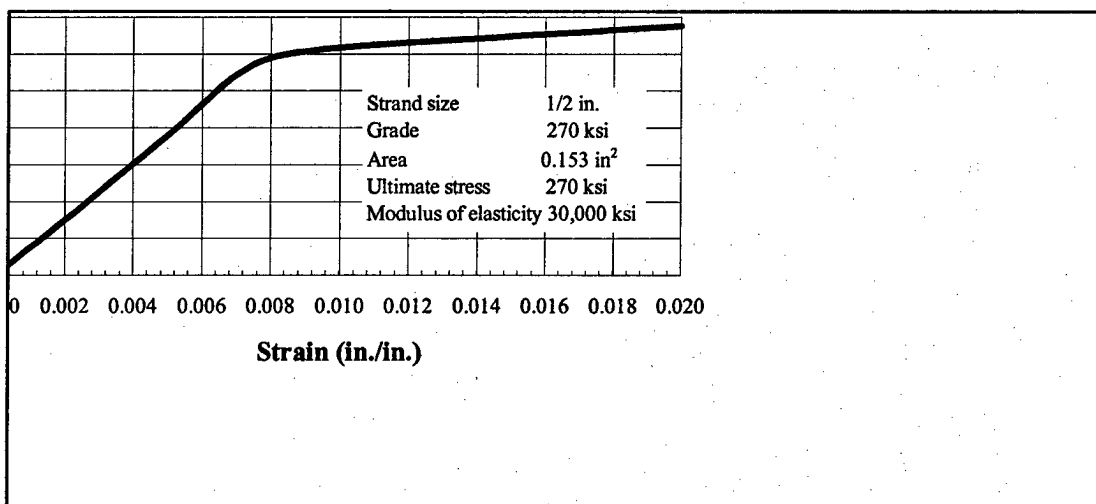 Strand size 1/2 in.
Grade 270 ksi
Area 0.153 in²
Ultimate stress 270 ksi
Modulus of elasticity 30,000 ksi
0 0.002 0.004 0.006 0.008 0.010 0.012 0.014 0.016 0.018 0.020
Strain (in./in.)